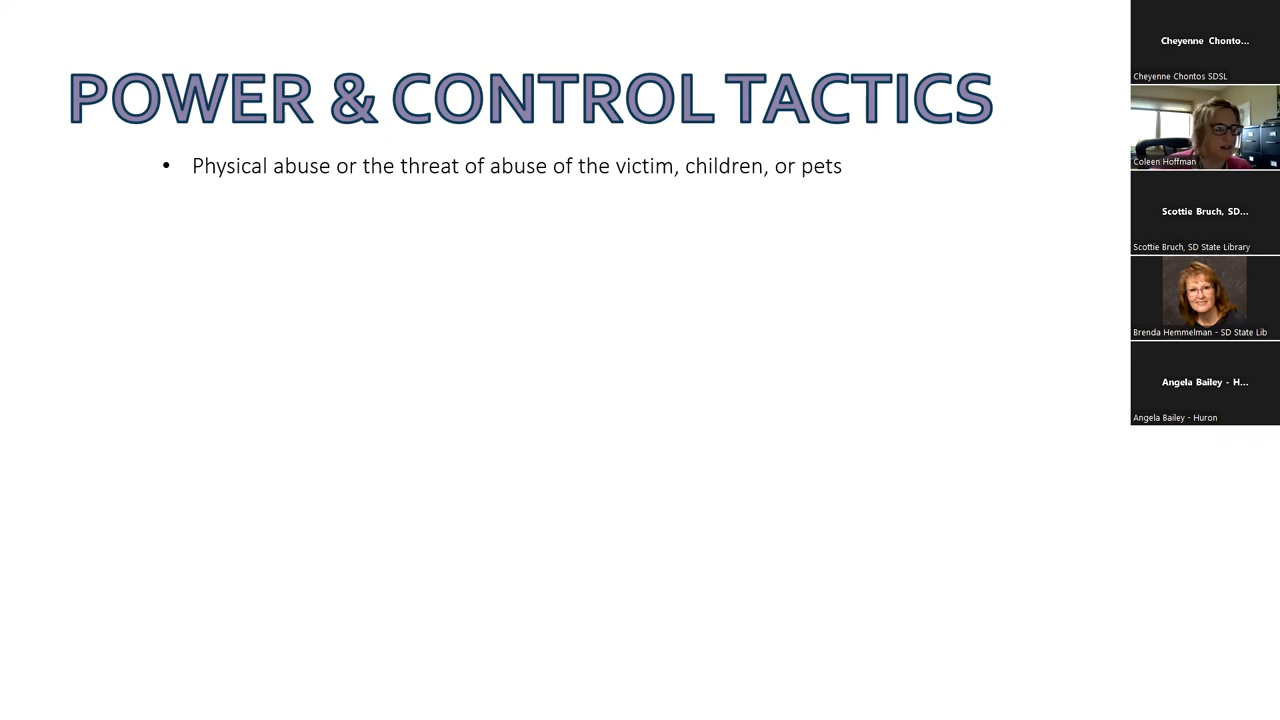 POWER & CONTROL TACTICS
• Physical abuse or the threat of abuse of the victim, children, or pets
Cheyenne Chonto...
Cheyenne Chontos SDSL
Coleen Hoffman
Scottie Bruch, SD...
Scottie Bruch, SD State Library
Brenda Hemmelman - SD State Lib
Angela Bailey - H...
Angela Bailey - Huron